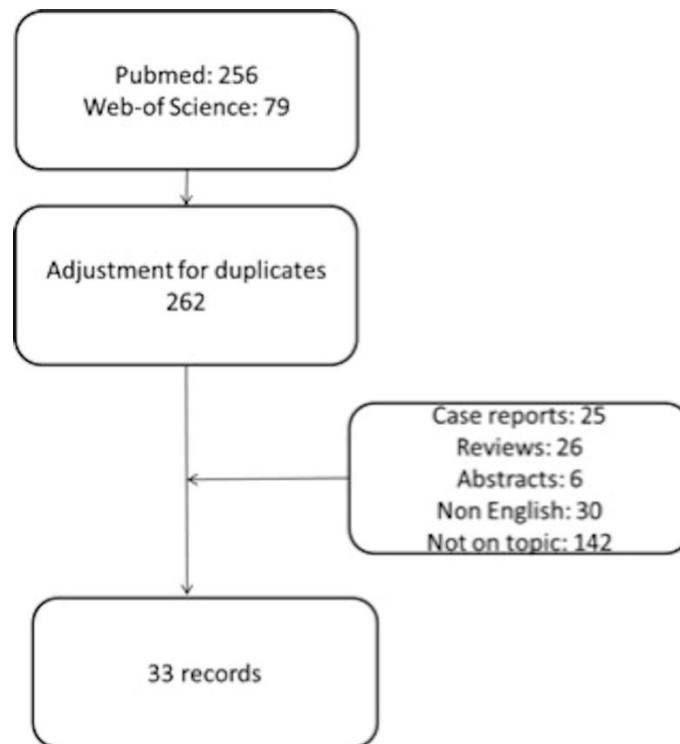 Pubmed: 256
Web-of Science: 79
Adjustment for duplicates
262
Case reports: 25
Reviews: 26
Abstracts: 6
Non English: 30
Not on topic: 142
33 records